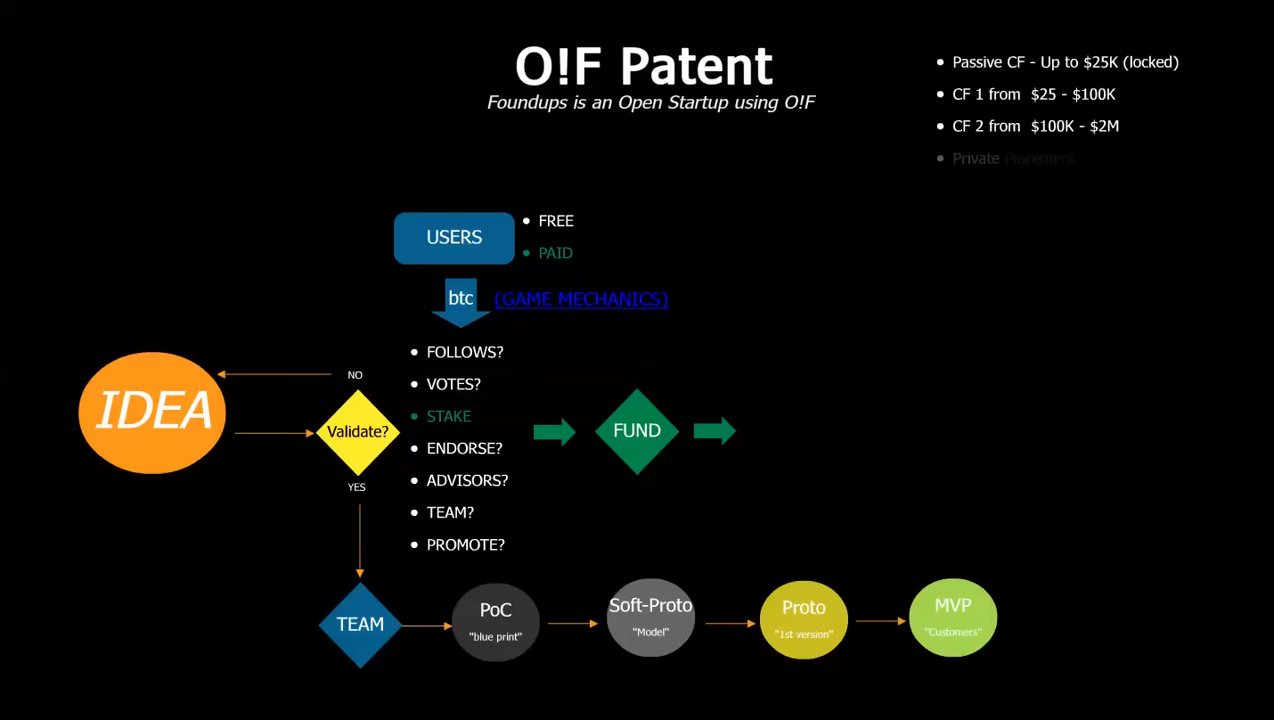 O!F Patent
Foundups is an Open Startup using O!F
Passive CF - Up to $25K (locked)
CF 1 from $25 - $100K
CF 2 from $100K - $2M
Private Placement
USERS
FREE
PAID
btc
(GAME MECHANICS)
FOLLOWS?
VOTES?
STAKE
ENDORSE?
ADVISORS?
TEAM?
PROMOTE?
IDEA
NO
Validate?
YES
FUND
TEAM
PoC
"blue print"
Soft-Proto
"Model"
Proto
"1st version"
MVP
"Customers"